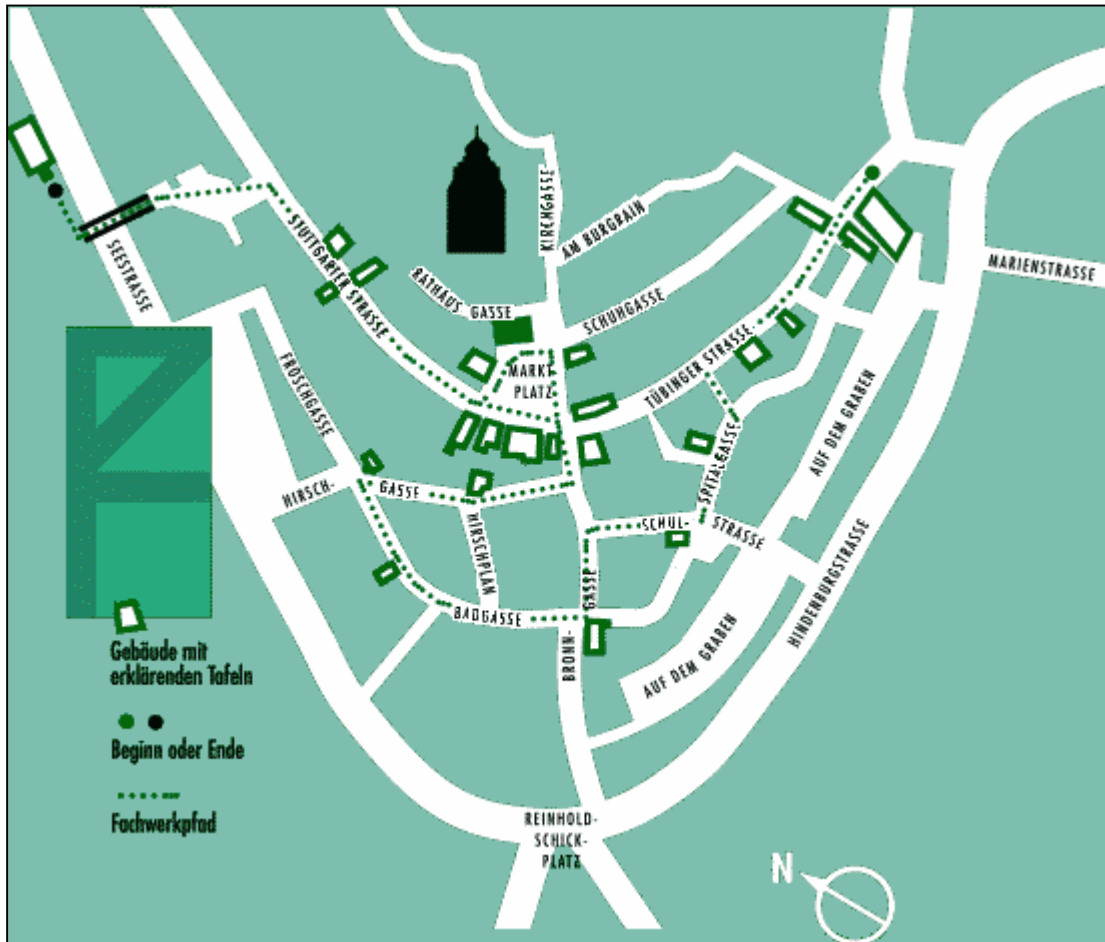 KIRCHGASSE
AM BURGRAIN
SEESTRASSE
STUTTGARTER STRASSE
RATHAUS GASSE
SCHUHGASSE
MARIENSTRASSE
MARKT
PLATZ
TÜBINGER STRASSE
FROSCHGASSE
AUF DEM GRABEN
SPITALGASSE
HIRSCH-
GASSE
HIRSCHPLAN
SCHUL-
STRASSE
HINDENBURGSTRASSE
BADGASSE
BRONN-
GASSE
AUF DEM GRABEN
Gebäude mit
erklärenden Tafeln
Beginn oder Ende
Fachwerkpfad
REINHOLD-
SCHICK-
PLATZ
N